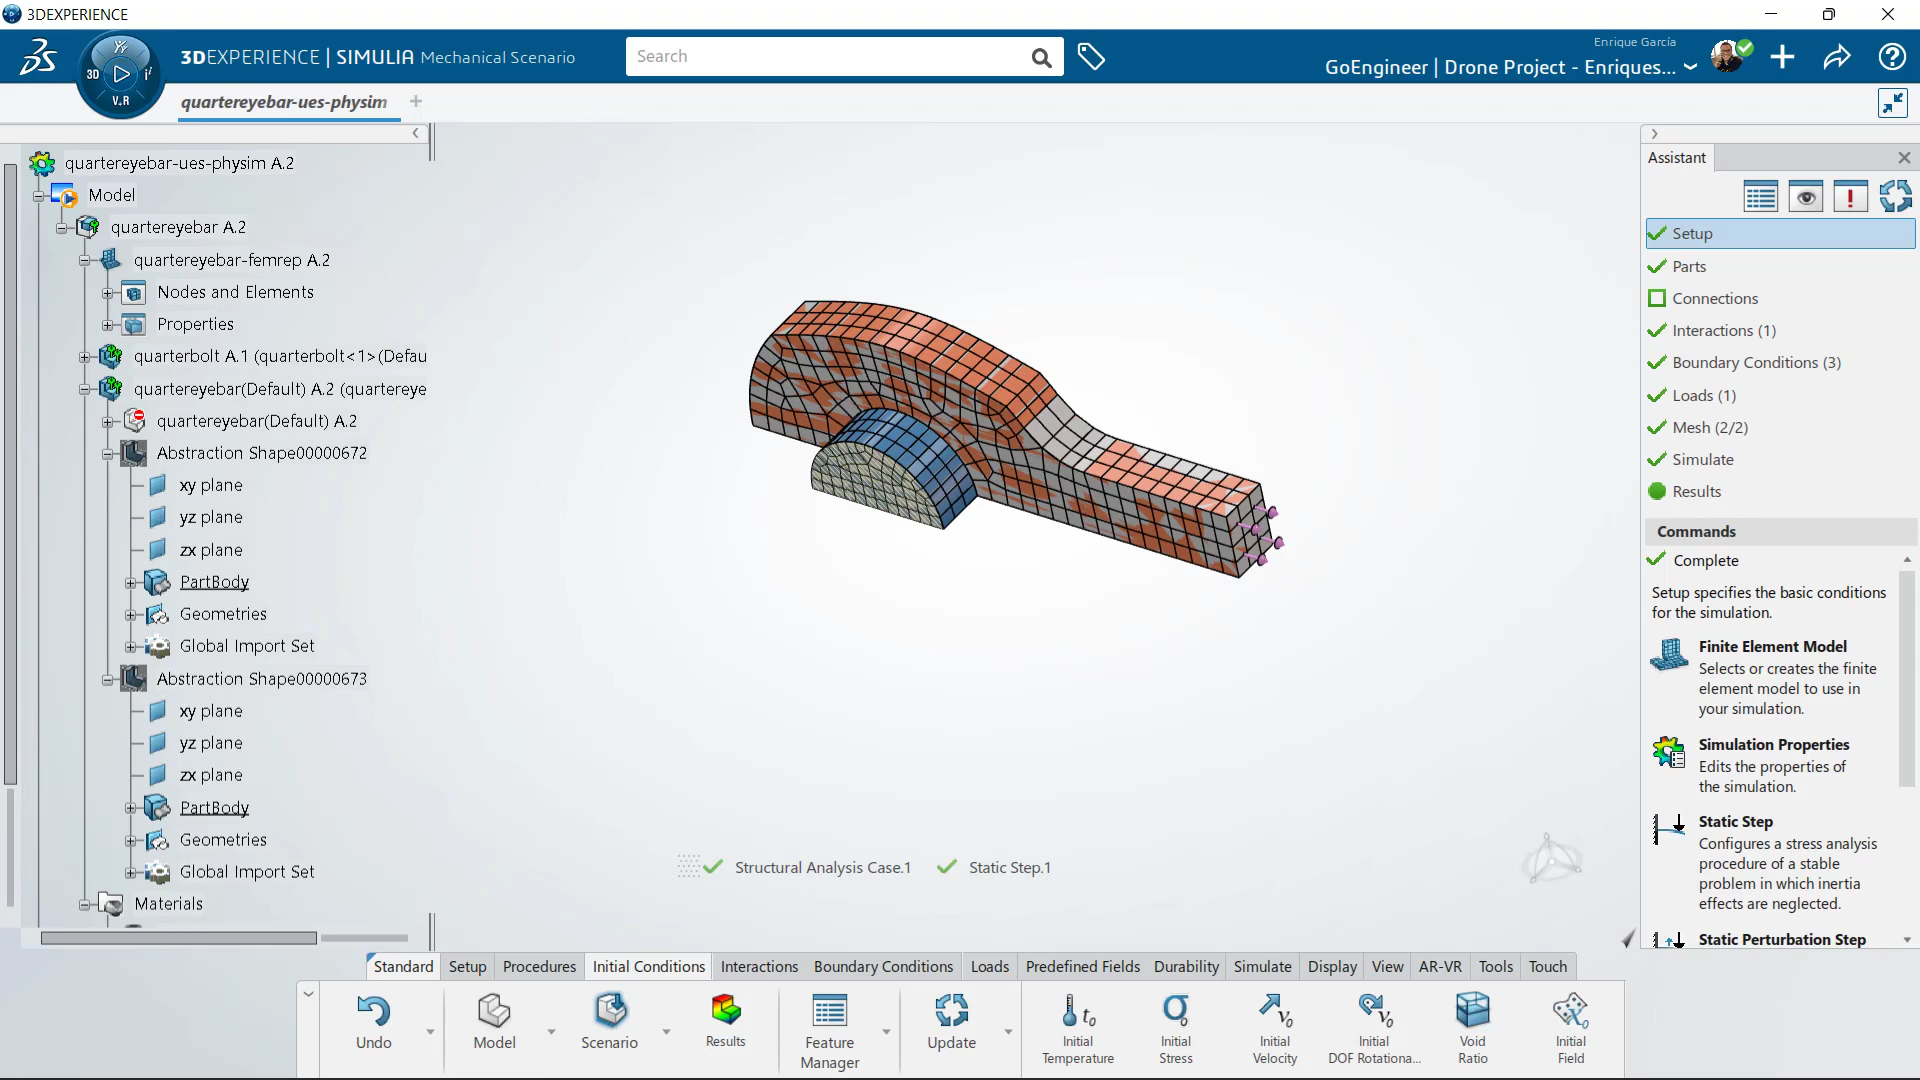 3DEXPERIENCE
3DEXPERIENCE | SIMULIA Mechanical Scenario
Search
Enrique García
GoEngineer | Drone Project - Enriques...
3D
V.R
quartereyebar-ues-physim
quartereyebar-ues-physim A.2
Model
quartereyebar A.2
quartereyebar-femrep A.2
Nodes and Elements
Properties
quarterbolt A.1 (quarterbolt<1>(Defau
quartereyebar(Default) A.2 (quartereye
quartereyebar(Default) A.2
Abstraction Shape00000672
xy plane
yz plane
zx plane
PartBody
Geometries
Global Import Set
Abstraction Shape00000673
xy plane
yz plane
zx plane
PartBody
Geometries
Global Import Set
Materials
Structural Analysis Case.1
Static Step.1
Assistant
Setup
Parts
Connections
Interactions (1)
Boundary Conditions (3)
Loads (1)
Mesh (2/2)
Simulate
Results
Commands
Complete
Setup specifies the basic conditions
for the simulation.
Finite Element Model
Selects or creates the finite
element model to use in
your simulation.
Simulation Properties
Edits the properties of
the simulation.
Static Step
Configures a stress analysis
procedure of a stable
problem in which inertia
effects are neglected.
Static Perturbation Step
Standard Setup Procedures Initial Conditions Interactions Boundary Conditions Loads Predefined Fields Durability Simulate Display View AR-VR Tools Touch
Undo
Model
Scenario
Results
Feature
Manager
Update
Initial
Temperature
Initial
Stress
Initial
Velocity
Initial
DOF Rotationa...
Void
Ratio
Initial
Field